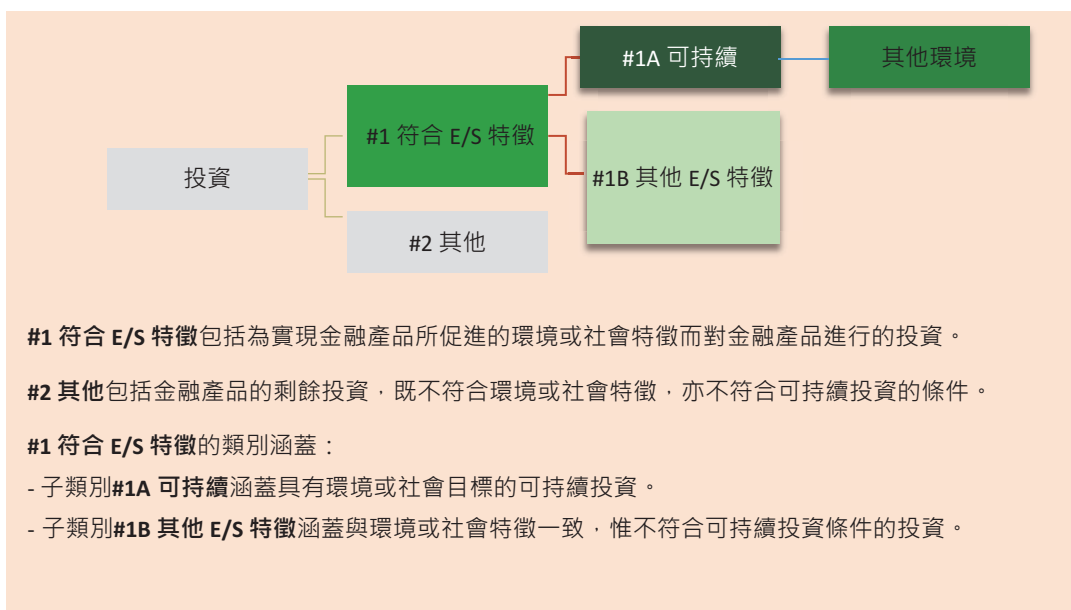 #1A 可持續
其他環境
#1 符合 E/S 特徵
#1B 其他 E/S 特徵
投資
#2 其他
#1 符合 E/S 特徵包括為實現金融產品所促進的環境或社會特徵而對金融產品進行的投資。
#2 其他包括金融產品的剩餘投資，既不符合環境或社會特徵，亦不符合可持續投資的條件。
#1 符合 E/S 特徵的類別涵蓋：
- 子類別#1A 可持續涵蓋具有環境或社會目標的可持續投資。
- 子類別#1B 其他 E/S 特徵涵蓋與環境或社會特徵一致，惟不符合可持續投資條件的投資。